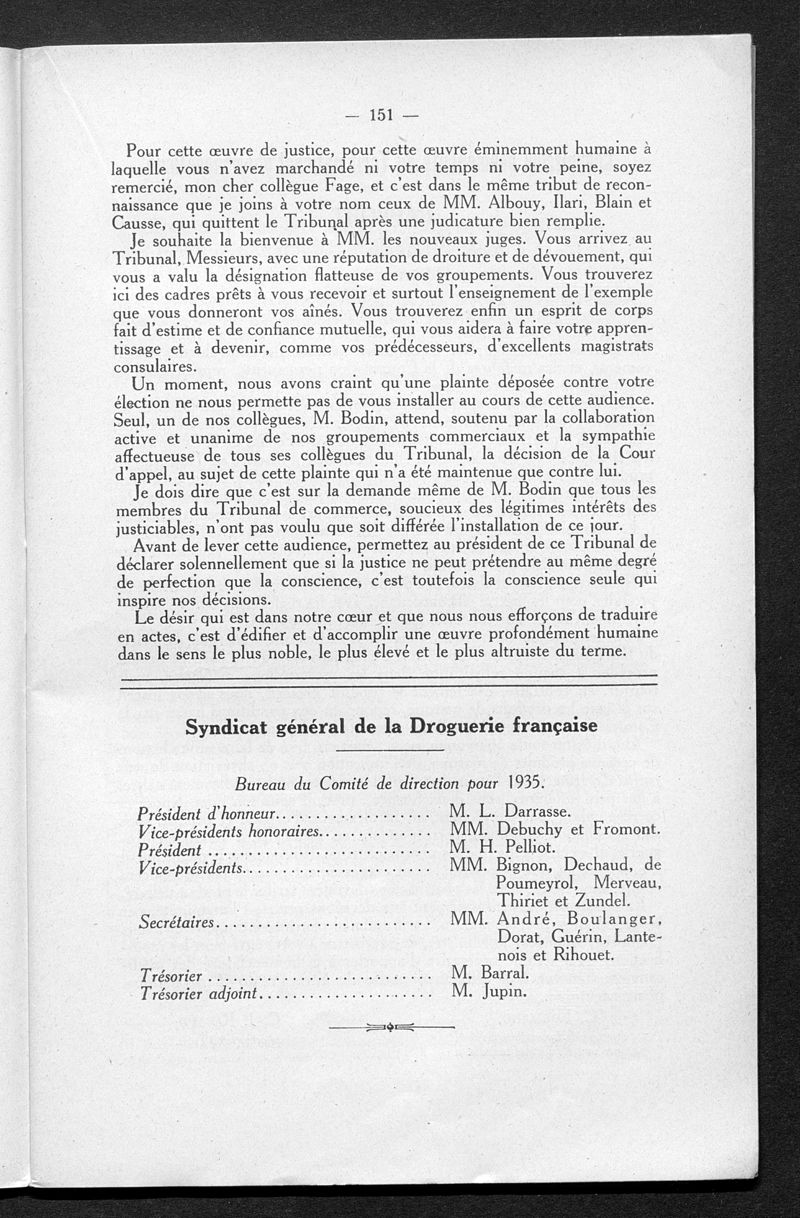 — 151 —
Pour cette œuvre de justice, pour cette œuvre éminemment humaine à
laquelle vous n'avez marchandé ni votre temps ni votre peine, soyez
remercié, mon cher collègue Fage, et c'est dans le même tribut de recon-
naissance que je joins à votre nom ceux de MM. Albouy, Ilari, Blain et
Causse, qui quittent le Tribunal après une judicature bien remplie.
Je souhaite la bienvenue à MM. les nouveaux juges. Vous arrivez au
Tribunal, Messieurs, avec une réputation de droiture et de dévouement, qui
vous a valu la désignation flatteuse de vos groupements. Vous trouverez
ici des cadres prêts à vous recevoir et surtout l'enseignement de l'exemple
que vous donneront vos aînés. Vous trouverez enfin un esprit de corps
fait d'estime et de confiance mutuelle, qui vous aidera à faire votre appren-
tissage et à devenir, comme vos prédécesseurs, d'excellents magistrats
consulaires.
Un moment, nous avons craint qu'une plainte déposée contre votre
élection ne nous permette pas de vous installer au cours de cette audience.
Seul, un de nos collègues, M. Bodin, attend, soutenu par la collaboration
active et unanime de nos groupements commerciaux et la sympathie
affectueuse de tous ses collègues du Tribunal, la décision de la Cour
d'appel, au sujet de cette plainte qui n'a été maintenue que contre lui.
Je dois dire que c'est sur la demande même de M. Bodin que tous les
membres du Tribunal de commerce, soucieux des légitimes intérêts des
justiciables, n'ont pas voulu que soit différée l'installation de ce jour.
Avant de lever cette audience, permettez au président de ce Tribunal de
déclarer solennellement que si la justice ne peut prétendre au même degré
de perfection que la conscience, c'est toutefois la conscience seule qui
inspire nos décisions.
Le désir qui est dans notre cœur et que nous nous efforçons de traduire
en actes, c'est d'édifier et d'accomplir une œuvre profondément humaine
dans le sens le plus noble, le plus élevé et le plus altruiste du terme.
Syndicat général de la Droguerie française
Bureau du Comité de direction pour 1935.
Président d'honneur................... M. L. Darrasse.
Vice-présidents honoraires.............. MM. Debuchy et Fromont.
Président ............................ M. H. Pelliot.
Vice-présidents........................ MM. Bignon, Dechaud, de
Poumeyrol, Merveau,
Thiriet et Zundel.
Secrétaires........................... MM. André, Boulanger,
Dorat, Guérin, Lante-
nois et Rihouet.
Trésorier ............................ M. Barral.
Trésorier adjoint...................... M. Jupin.